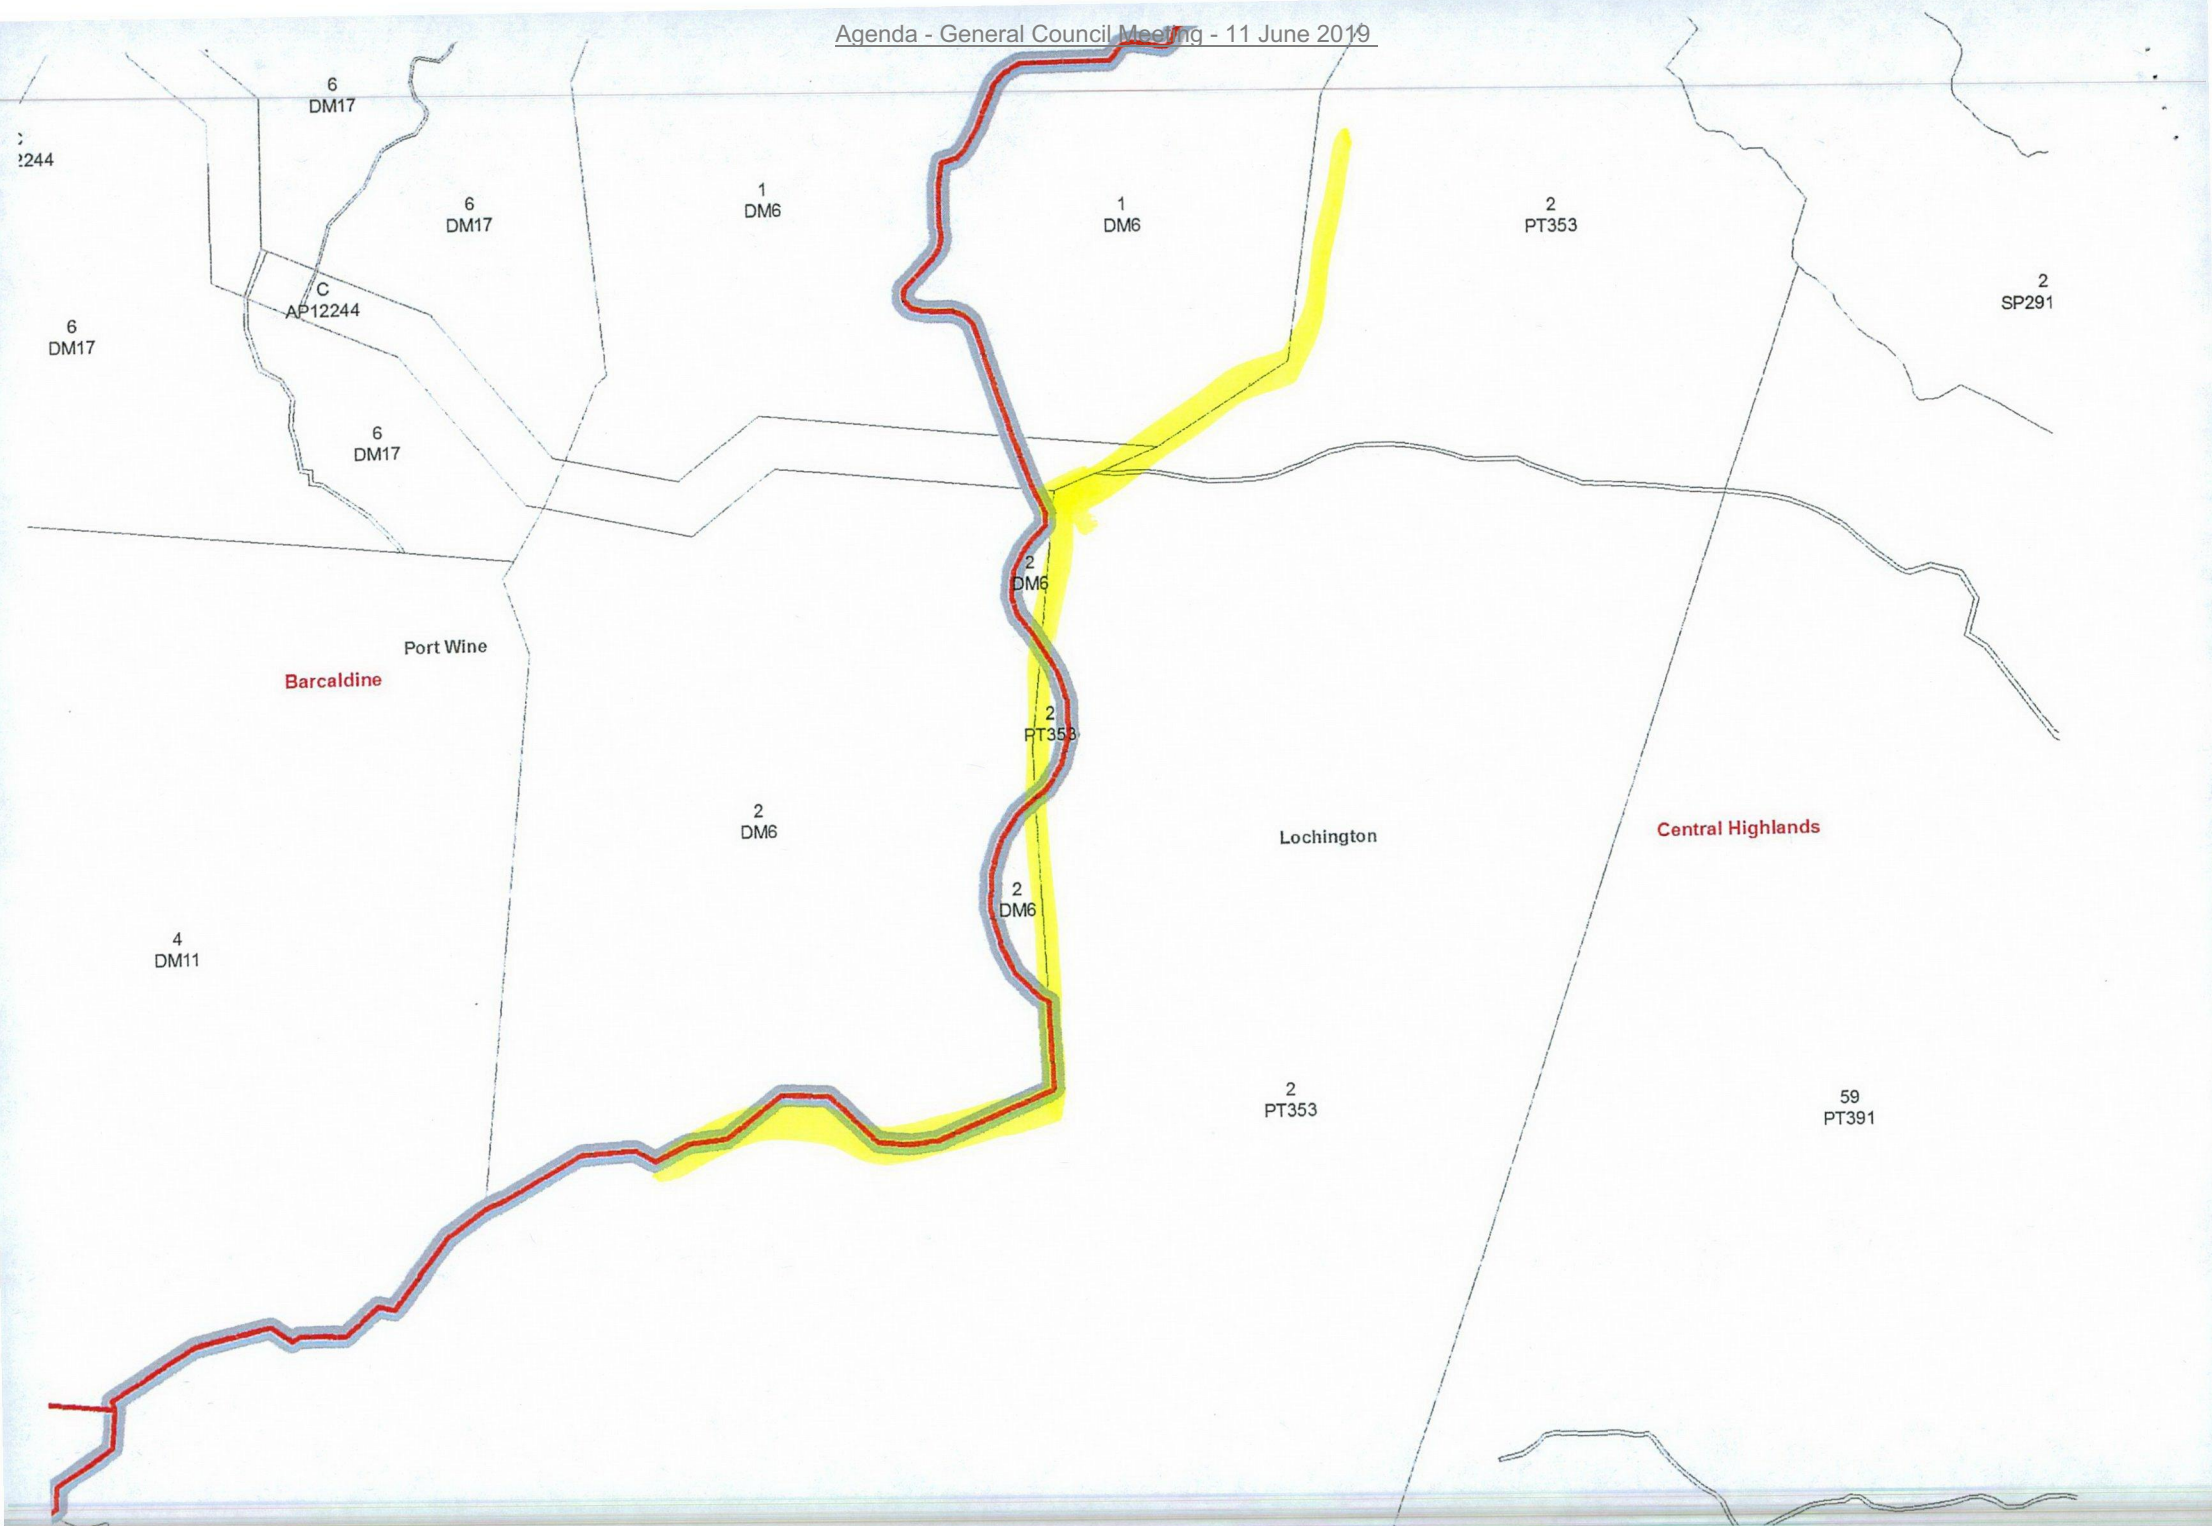 Agenda - General Council Meeting - 11 June 2019
6
DM17
2244
6
DM17
1
DM6
1
DM6
2
PT353
2
SP291
C
AP12244
6
DM17
6
DM17
2
DM6
Port Wine
Barcaldine
2
PT353
2
DM6
Lochington
Central Highlands
2
DM6
4
DM11
2
PT353
59
PT391